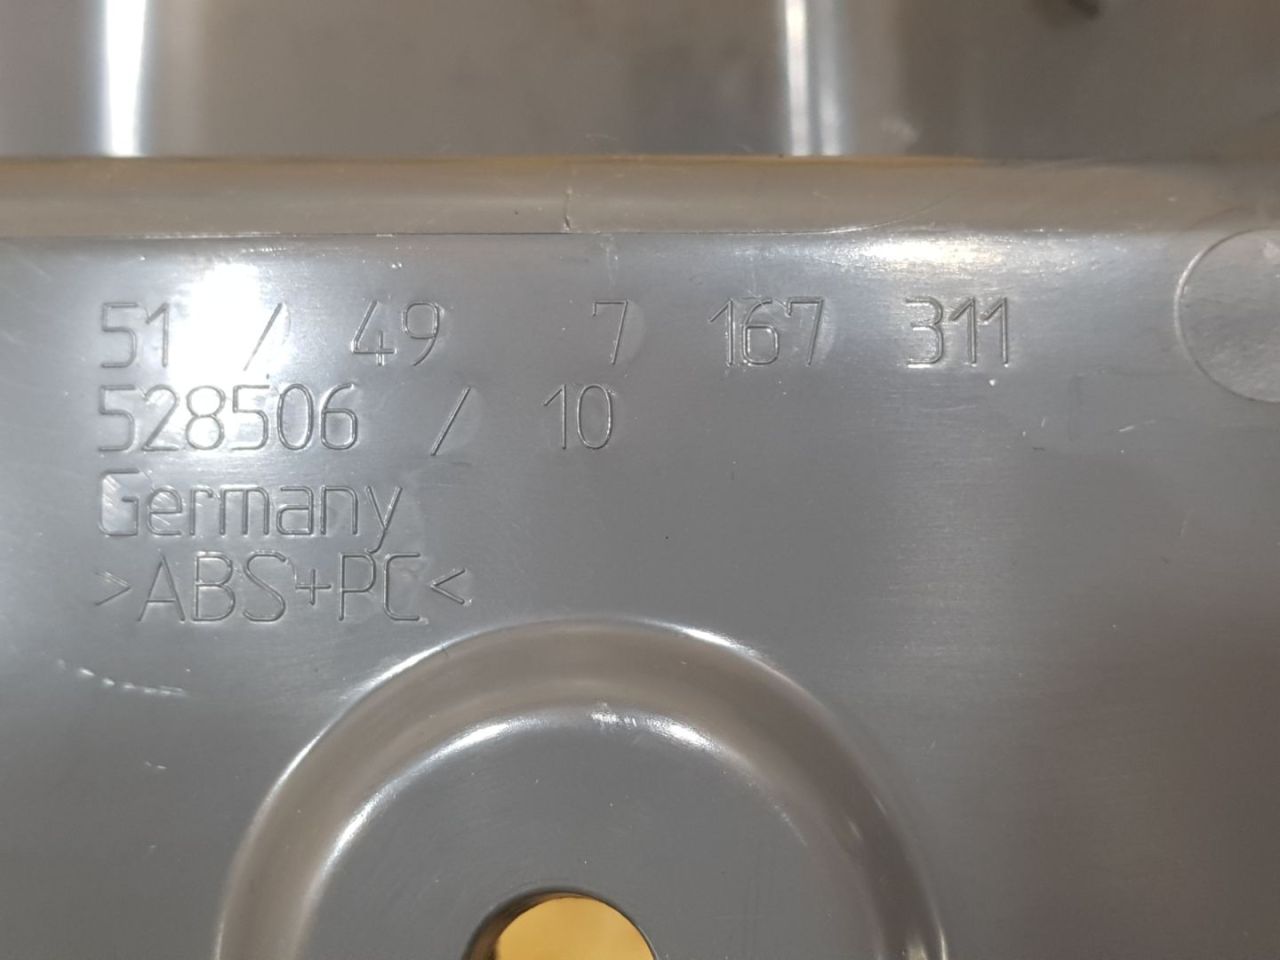 51 / 49 7 167 311
528506 / 10
Germany
>ABS+PC<